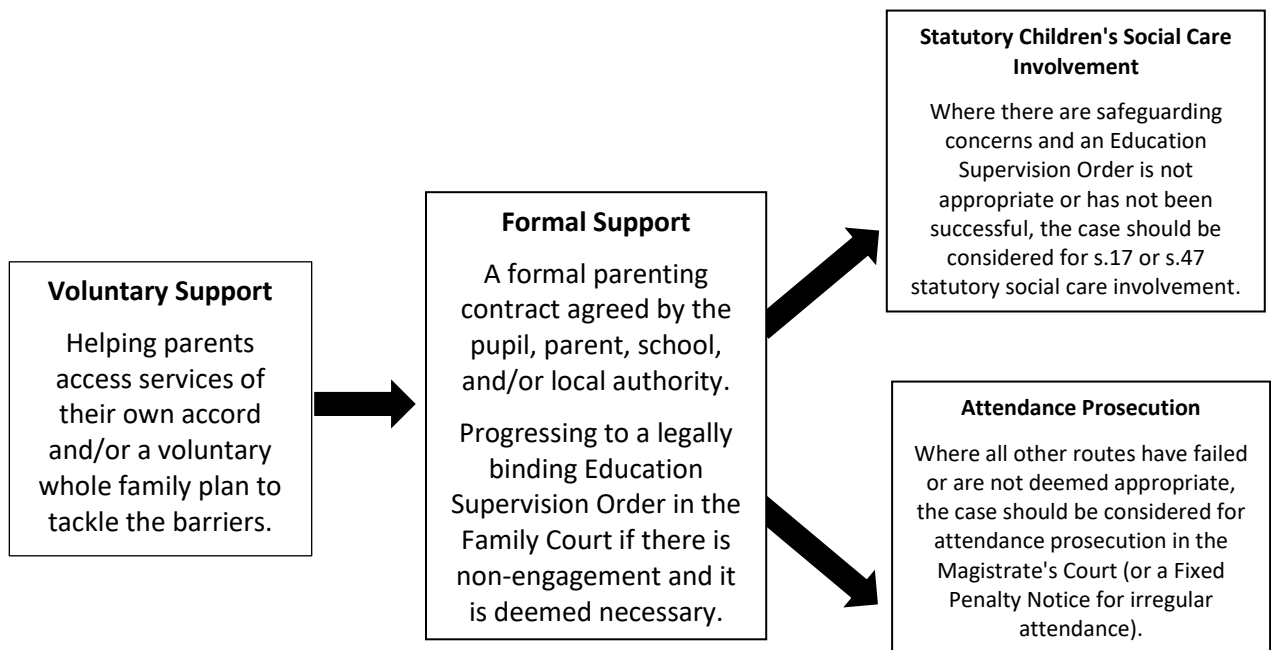 Voluntary Support
Helping parents
access services of
their own accord
and/or a voluntary
whole family plan to
tackle the barriers.
Formal Support
A formal parenting
contract agreed by the
pupil, parent, school,
and/or local authority.
Progressing to a legally
binding Education
Supervision Order in the
Family Court if there is
non-engagement and it
is deemed necessary.
Statutory Children's Social Care
Involvement
Where there are safeguarding
concerns and an Education
Supervision Order is not
appropriate or has not been
successful, the case should be
considered for s.17 or s.47
statutory social care involvement.
Attendance Prosecution
Where all other routes have failed
or are not deemed appropriate,
the case should be considered for
attendance prosecution in the
Magistrate's Court (or a Fixed
Penalty Notice for irregular
attendance).